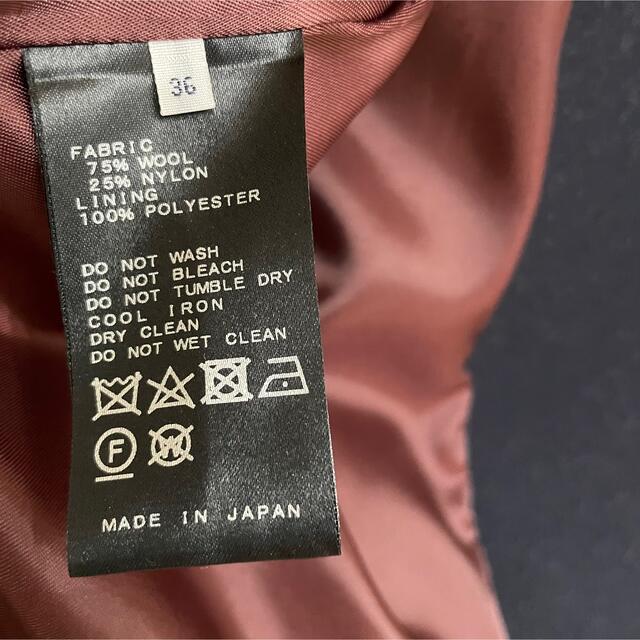 36
FABRIC
75% WOOL
25% NYLON
LINING
100% POLYESTER
DO NOT WASH
DO NOT BLEACH
DO NOT TUMBLE DRY
COOL IRON
DRY CLEAN
DO NOT WET CLEAN
F W
MADE IN JAPAN